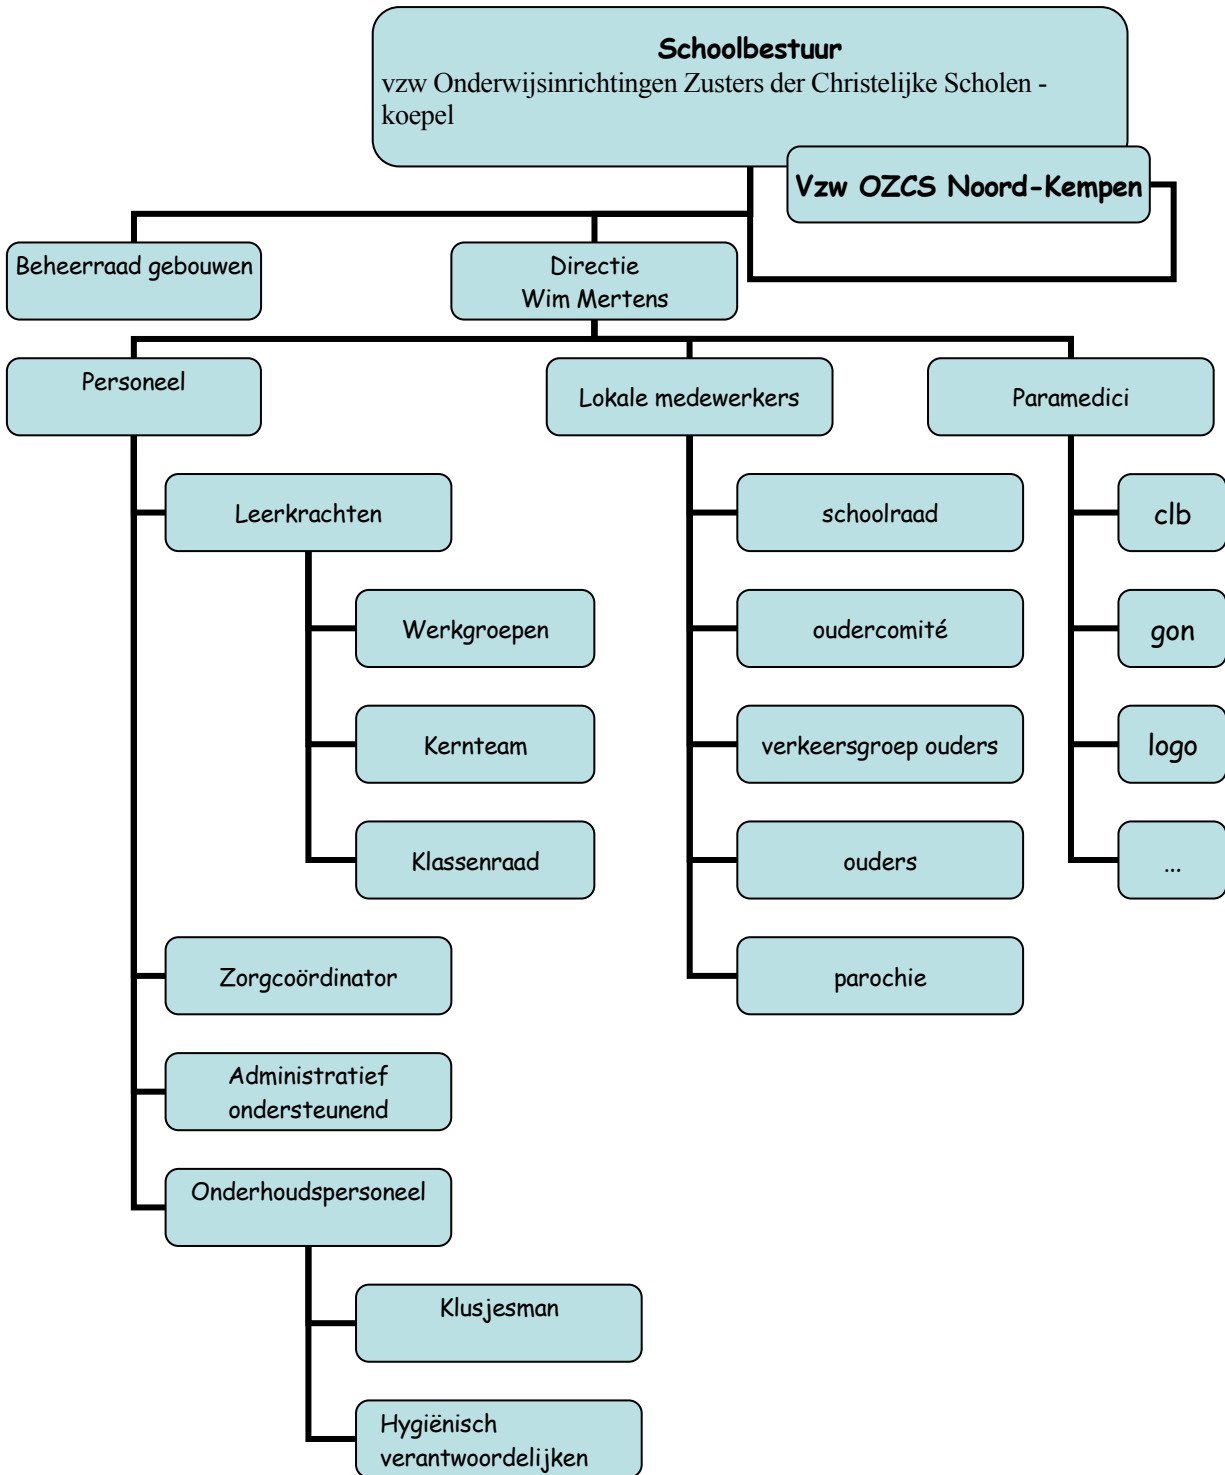 Schoolbestuur
vzw Onderwijsinrichtingen Zusters der Christelijke Scholen -
koepel
Vzw OZCS Noord-Kempen
Beheerraad gebouwen
Directie
Wim Mertens
Personeel
Lokale medewerkers
Paramedici
Leerkrachten
schoolraad
clb
Werkgroepen
oudercomité
gon
Kernteam
verkeersgroep ouders
logo
Klassenraad
ouders
...
Zorgcoördinator
parochie
Administratief
ondersteunend
Onderhoudspersoneel
Klusjesman
Hygiënisch
verantwoordelijken